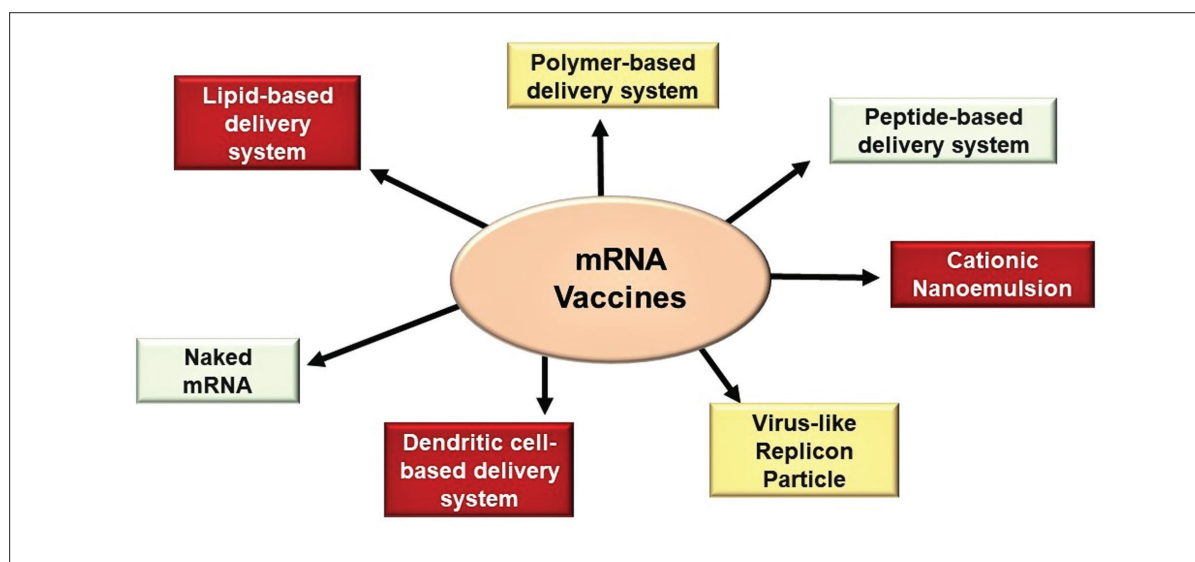 Polymer-based
delivery system
Lipid-based
delivery
system
Peptide-based
delivery system
mRNA
Vaccines
Cationic
Nanoemulsion
Naked
mRNA
Dendritic cell-
based delivery
system
Virus-like
Replicon
Particle